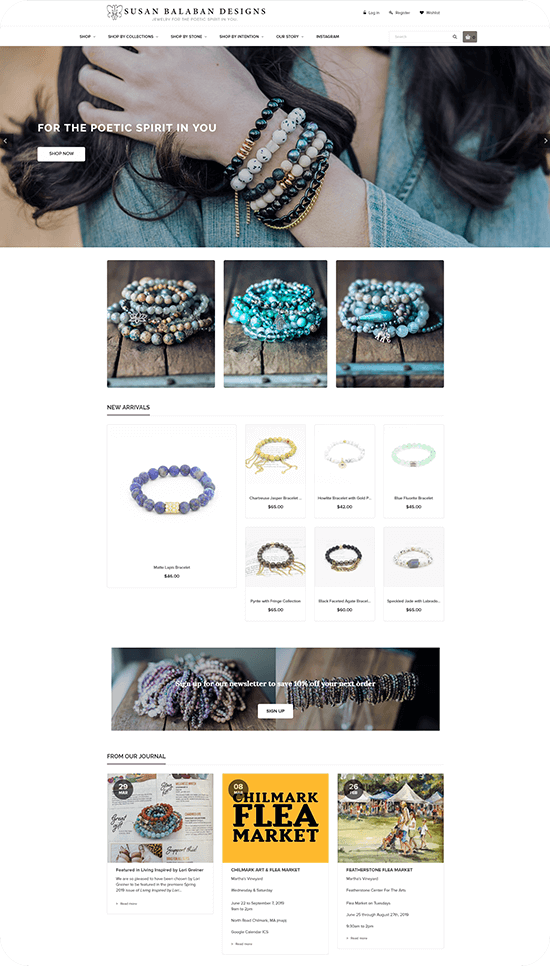 SUSAN BALABAN DESIGNS
JEWELRY FOR THE POETIC SPIRIT IN YOU
Log In
Register
Wishlist
SHOP
SHOP BY COLLECTIONS
SHOP BY STONE
SHOP BY INTENTION
OUR STORY
INSTAGRAM
Search
FOR THE POETIC SPIRIT IN YOU
SHOP NOW
NEW ARRIVALS
Matte Lapis Bracelet
$46.00
Chartreuse Jasper Bracelet ...
$65.00
Howlite Bracelet with Gold P...
$42.00
Blue Fluorite Bracelet
$45.00
Pyrite with Fringe Collection
$65.00
Black Faceted Agate Bracel...
$60.00
Speckled Jade with Labrado...
$65.00
Sign up for our newsletter to save 10% off your next order
SIGN UP
FROM OUR JOURNAL
29
MAR
Great gift
Support this!
Featured in Living Inspired by Lori Greiner
We are so pleased to have been chosen by Lori
Greiner to be featured in the premiere Spring
2019 issue of Living Inspired by Lori...
Read more
08
MAR
CHILMARK
FLEA
MARKET
CHILMARK ART & FLEA MARKET
Martha's Vineyard
Wednesday & Saturday
June 22 to September 7, 2019
9am to 2pm
North Road Chilmark, MA
Google Calendar ICS
Read more
26
FEB
FEATHERSTONE FLEA MARKET
Martha's Vineyard
Featherstone Center For The Arts
Flea Market on Tuesdays
June 25 through August 27th, 2019
9:30am to 2pm
Read more